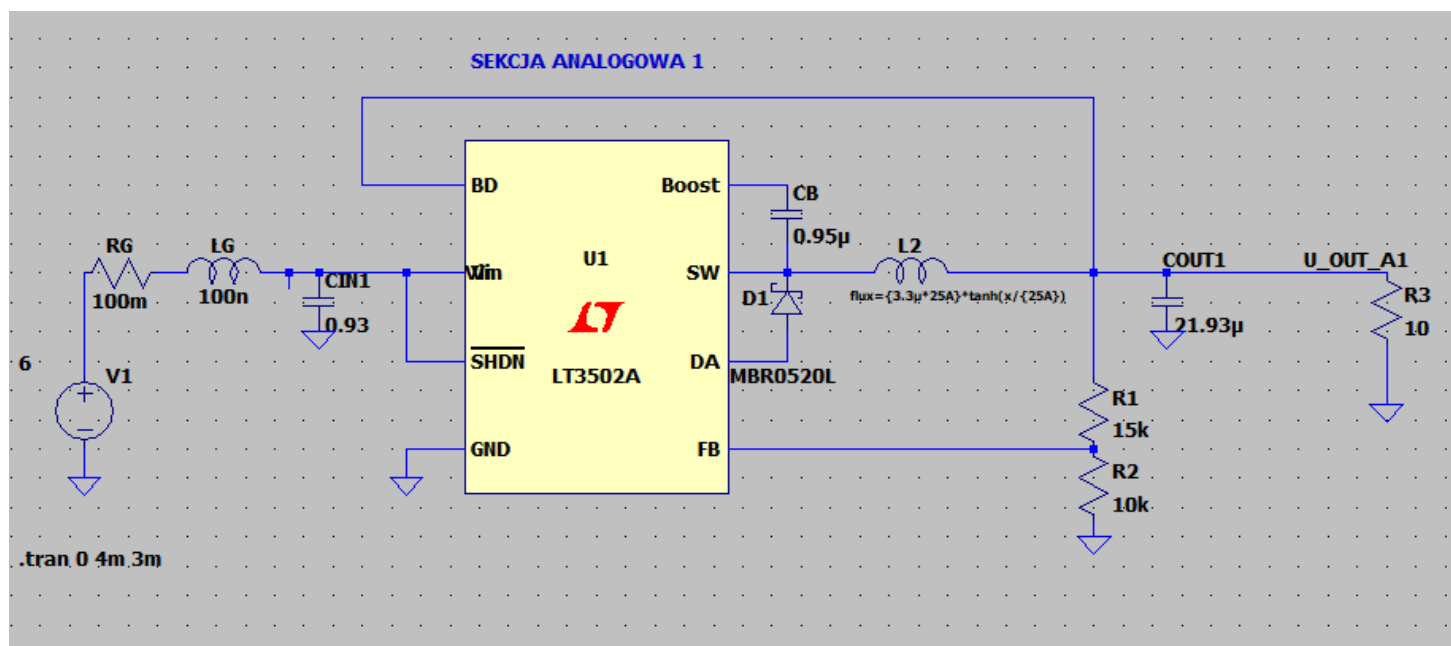 SEKCJA ANALOGOWA 1
BD
Boost
CB
0.95µ
RG
100m
LG
100n
CIN1
0.93
Vin
U1
SW
L2
flux={3.3µ*25A}*tanh(x/{25A})
COUT1
21.93µ
U_OUT_A1
R3
10
D1
6
V1
SHDN
LT3502A
DA
MBR0520L
R1
15k
GND
FB
R2
10k
.tran 0 4m 3m